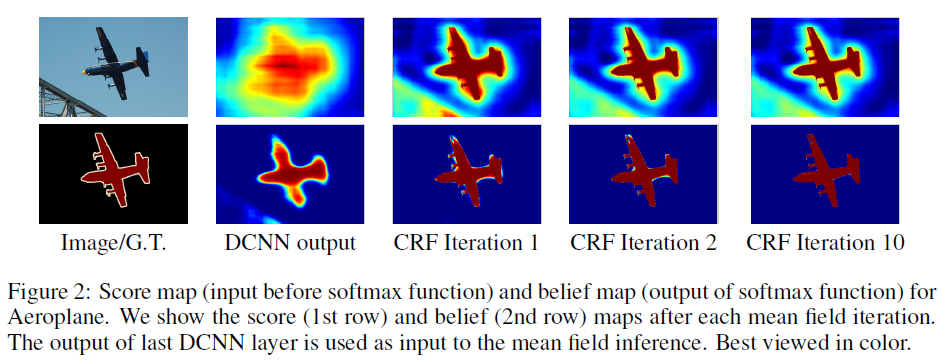 Image/G.T.
DCNN output
CRF Iteration 1
CRF Iteration 2
CRF Iteration 10
Figure 2: Score map (input before softmax function) and belief map (output of softmax function) for
Aeroplane. We show the score (1st row) and belief (2nd row) maps after each mean field iteration.
The output of last DCNN layer is used as input to the mean field inference. Best viewed in color.